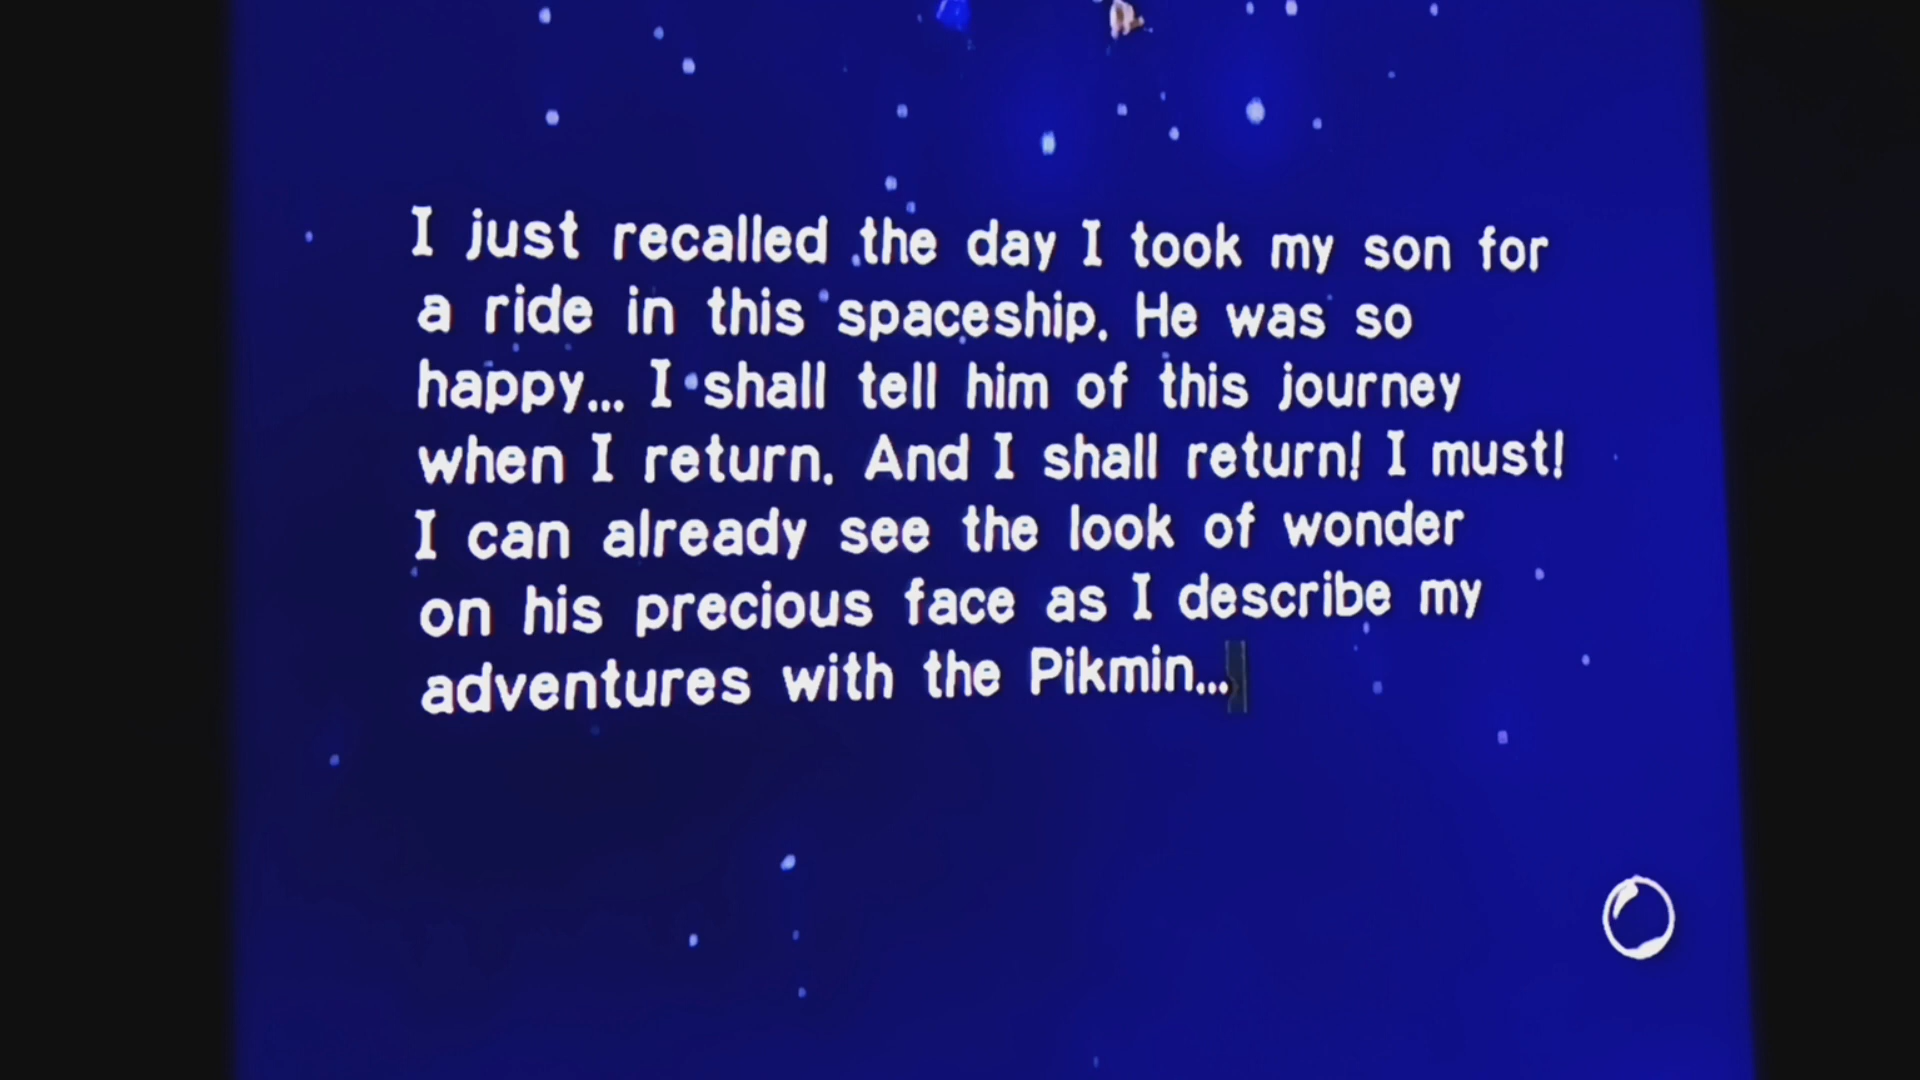 I just recalled the day I took my son for
a ride in this spaceship. He was so
happy... I shall tell him of this journey
when I return. And I shall return! I must!
I can already see the look of wonder
on his precious face as I describe my
adventures with the Pikmin...